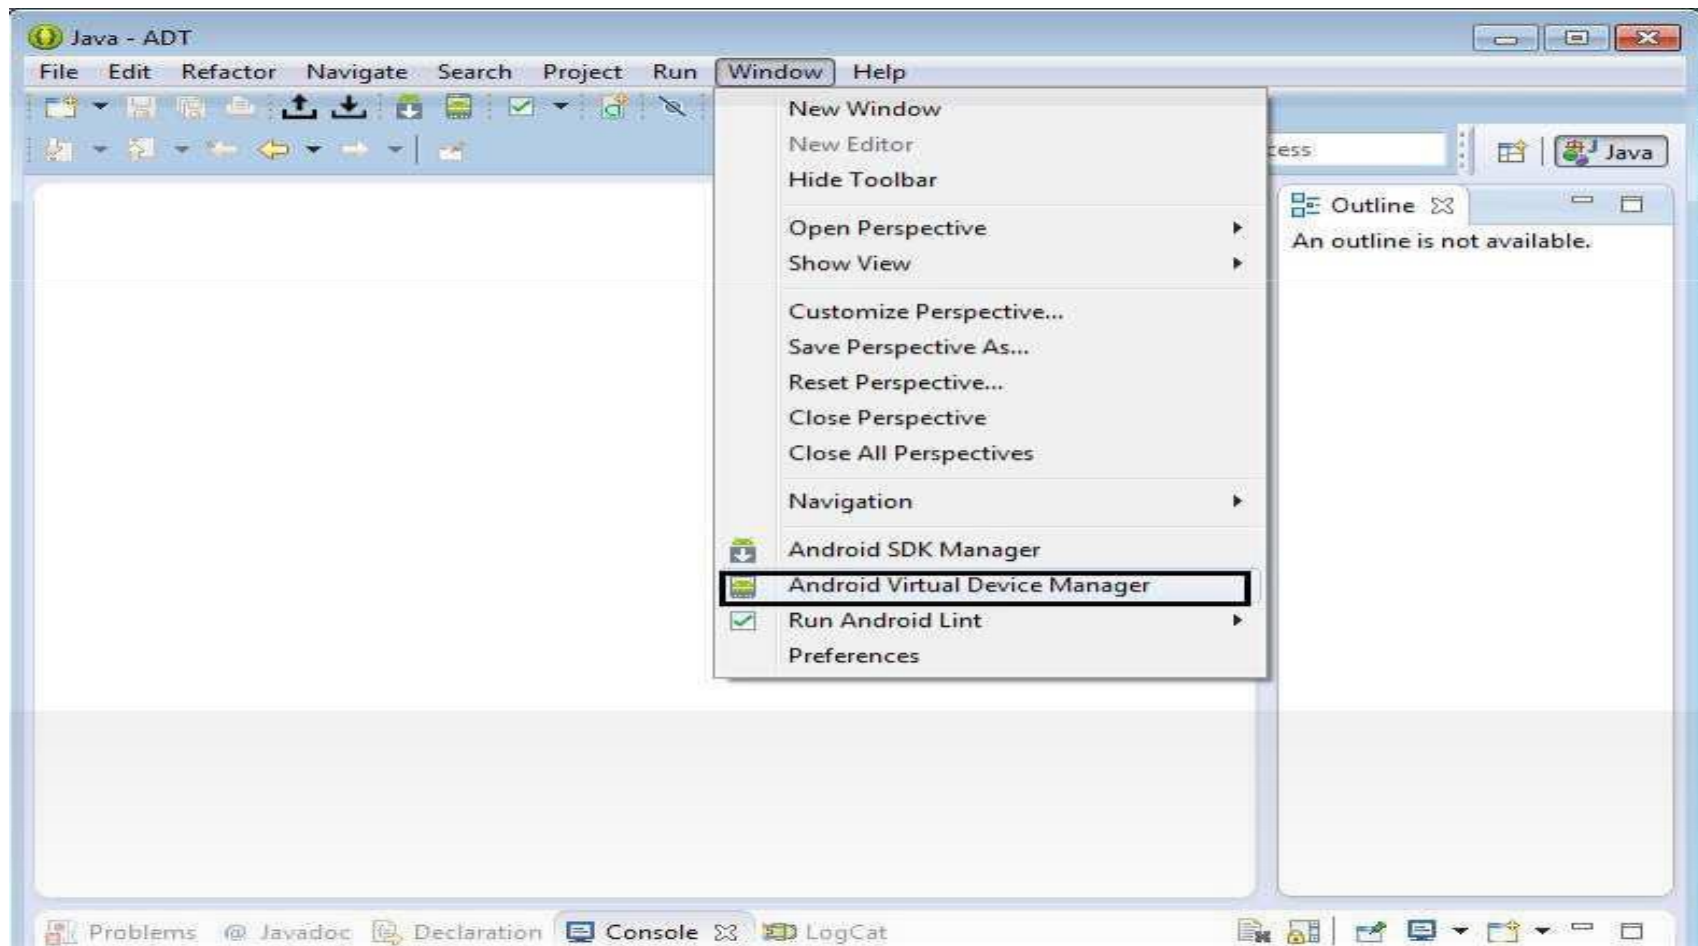 Java - ADT
File Edit Refactor Navigate Search Project Run Window Help
New Window
New Editor
Hide Toolbar
Open Perspective
Show View
Customize Perspective...
Save Perspective As...
Reset Perspective...
Close Perspective
Close All Perspectives
Navigation
Android SDK Manager
Android Virtual Device Manager
Run Android Lint
Preferences
cess
Java
Outline
An outline is not available.
Problems @ Javadoc Declaration Console LogCat